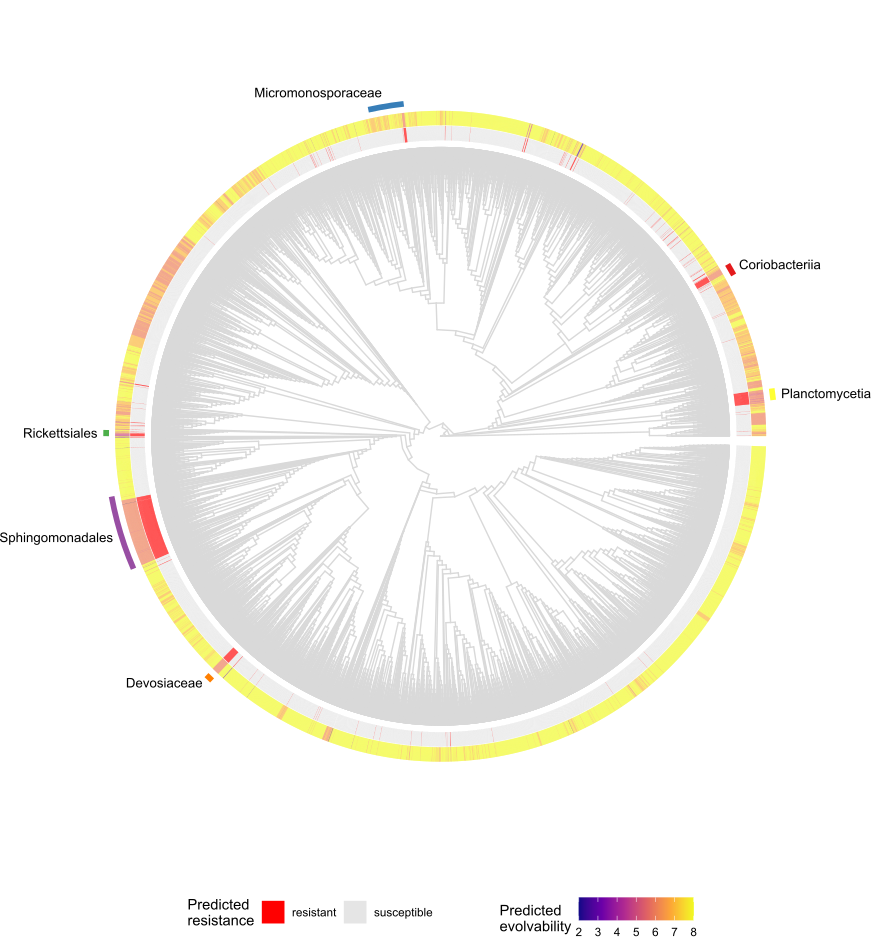 Micromonosporaceae
Coriobacteriia
Planctomycetia
Rickettsiales
Sphingomonadales
Devosiaceae
Predicted
resistance
resistant
susceptible
Predicted
evolvability
2 3 4 5 6 7 8